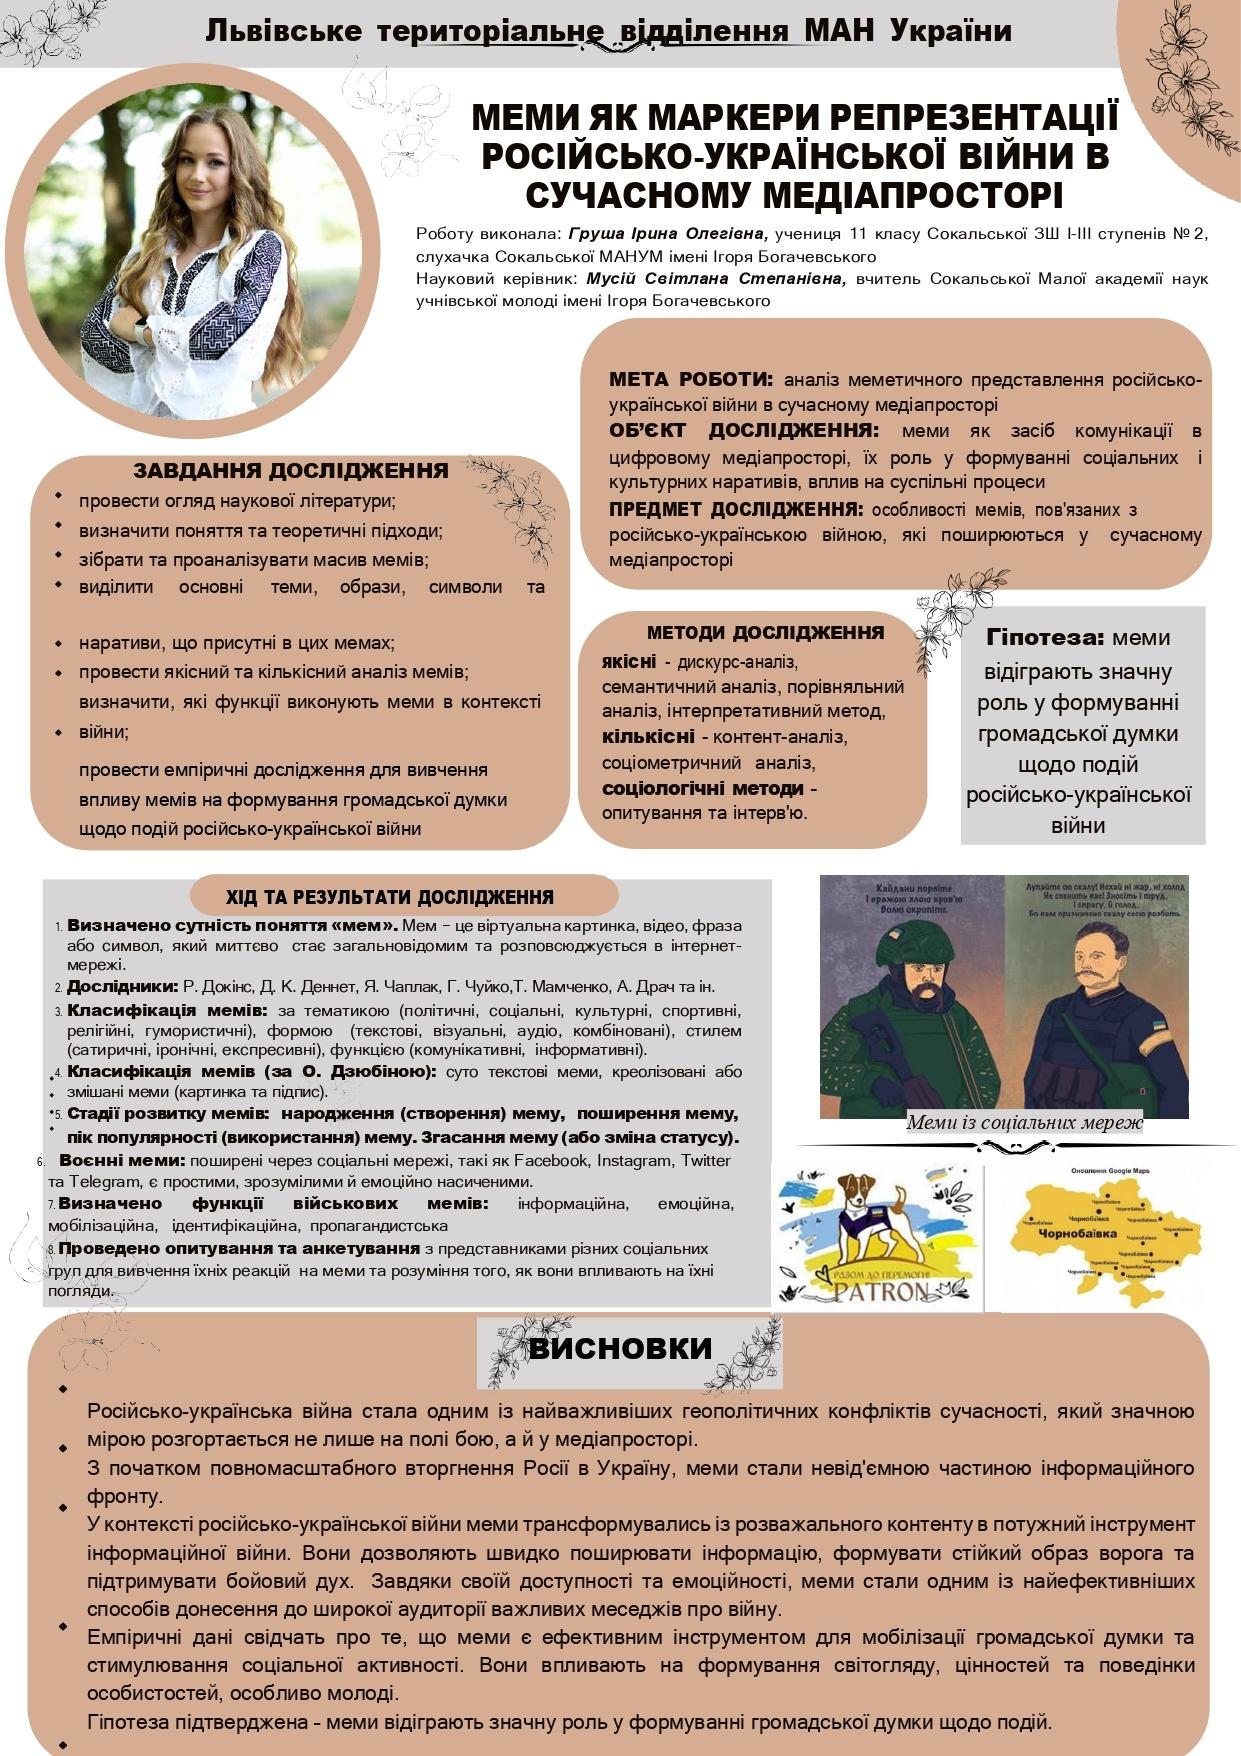 Львівське територіальне відділення МАН України
МЕМИ ЯК МАРКЕРИ РЕПРЕЗЕНТАЦІЇ
РОСІЙСЬКО-УКРАЇНСЬКОЇ ВІЙНИ В
СУЧАСНОМУ МЕДІАПРОСТОРІ
Роботу виконала: Груша Ірина Олегівна, учениця 11 класу Сокальської ЗШ І-ІІІ ступенів №2,
слухачка Сокальської МАНУМ імені Ігоря Богачевського
Науковий керівник: Мусій Світлана Степанівна, вчитель Сокальської Малої академії наук
учнівської молоді імені Ігоря Богачевського
МЕТА РОБОТИ: аналіз меметичного представлення російсько-
української війни в сучасному медіапросторі
ОБ’ЄКТ ДОСЛІДЖЕННЯ: меми як засіб комунікації в
цифровому медіапросторі, їх роль у формуванні соціальних і
культурних наративів, вплив на суспільні процеси
ПРЕДМЕТ ДОСЛІДЖЕННЯ: особливості мемів, пов'язаних з
російсько-українською війною, які поширюються у сучасному
медіапросторі
ЗАВДАННЯ ДОСЛІДЖЕННЯ
провести огляд наукової літератури;
визначити поняття та теоретичні підходи;
зібрати та проаналізувати масив мемів;
виділити основні теми, образи, символи та
наративи, що присутні в цих мемах;
провести якісний та кількісний аналіз мемів;
визначити, які функції виконують меми в контексті
війни;
провести емпіричні дослідження для вивчення
впливу мемів на формування громадської думки
щодо подій російсько-української війни
МЕТОДИ ДОСЛІДЖЕННЯ
якісні - дискурс-аналіз,
семантичний аналіз, порівняльний
аналіз, інтерпретативний метод,
кількісні - контент-аналіз,
соціометричний аналіз,
соціологічні методи -
опитування та інтерв'ю.
Гіпотеза: меми
відіграють значну
роль у формуванні
громадської думки
щодо подій
російсько-української
війни
ХІД ТА РЕЗУЛЬТАТИ ДОСЛІДЖЕННЯ
1. Визначено сутність поняття «мем». Мем – це віртуальна картинка, відео, фраза
або символ, який миттєво стає загальновідомим та розповсюджується в інтернет-
мережі.
2. Дослідники: Р. Докінс, Д. К. Деннет, Я. Чаплак, Г. Чуйко,Т. Мамченко, А. Драч та ін.
3. Класифікація мемів: за тематикою (політичні, соціальні, культурні, спортивні,
релігійні, гумористичні), формою (текстові, візуальні, аудіо, комбіновані), стилем
(сатиричні, іронічні, експресивні), функцією (комунікативні, інформативні).
4. Класифікація мемів (за О. Дзюбіною): суто текстові меми, креолізовані або
змішані меми (картинка та підпис).
5. Стадії розвитку мемів: народження (створення) мему, поширення мему,
пік популярності (використання) мему. Згасання мему (або зміна статусу).
6. Воєнні меми: поширені через соціальні мережі, такі як Facebook, Instagram, Twitter
та Telegram, є простими, зрозумілими й емоційно насиченими.
7. Визначено функції військових мемів: інформаційна, емоційна,
мобілізаційна, ідентифікаційна, пропагандистська
8. Проведено опитування та анкетування з представниками різних соціальних
груп для вивчення їхніх реакцій на меми та розуміння того, як вони впливають на їхні
погляди.
Кайдани порвіте
І вражою злою кров'ю
Волю окропіте.
Лупайте сю скалу! Нехай ні жар, ні холод
Не спинить вас! Зносіть і труд,
і спрагу, й голод,
Бо вам призначено скалу сесю розбить.
Меми із соціальних мереж
РАЗОМ ДО ПЕРЕМОГИ!
PATRON
Оновлення Google Maps
Чорнобаївка
Чорнобаївка
Чорнобаївка
Чорнобаївка
Чорнобаївка
Чорнобаївка
Чорнобаївка
Чорнобаївка
Чорнобаївка
Чорнобаївка
Чорнобаївка
Чорнобаївка
ВИСНОВКИ
Російсько-українська війна стала одним із найважливіших геополітичних конфліктів сучасності, який значною
мірою розгортається не лише на полі бою, а й у медіапросторі.
З початком повномасштабного вторгнення Росії в Україну, меми стали невід'ємною частиною інформаційного
фронту.
У контексті російсько-української війни меми трансформувались із розважального контенту в потужний інструмент
інформаційної війни. Вони дозволяють швидко поширювати інформацію, формувати стійкий образ ворога та
підтримувати бойовий дух. Завдяки своїй доступності та емоційності, меми стали одним із найефективніших
способів донесення до широкої аудиторії важливих меседжів про війну.
Емпіричні дані свідчать про те, що меми є ефективним інструментом для мобілізації громадської думки та
стимулювання соціальної активності. Вони впливають на формування світогляду, цінностей та поведінки
особистостей, особливо молоді.
Гіпотеза підтверджена - меми відіграють значну роль у формуванні громадської думки щодо подій.